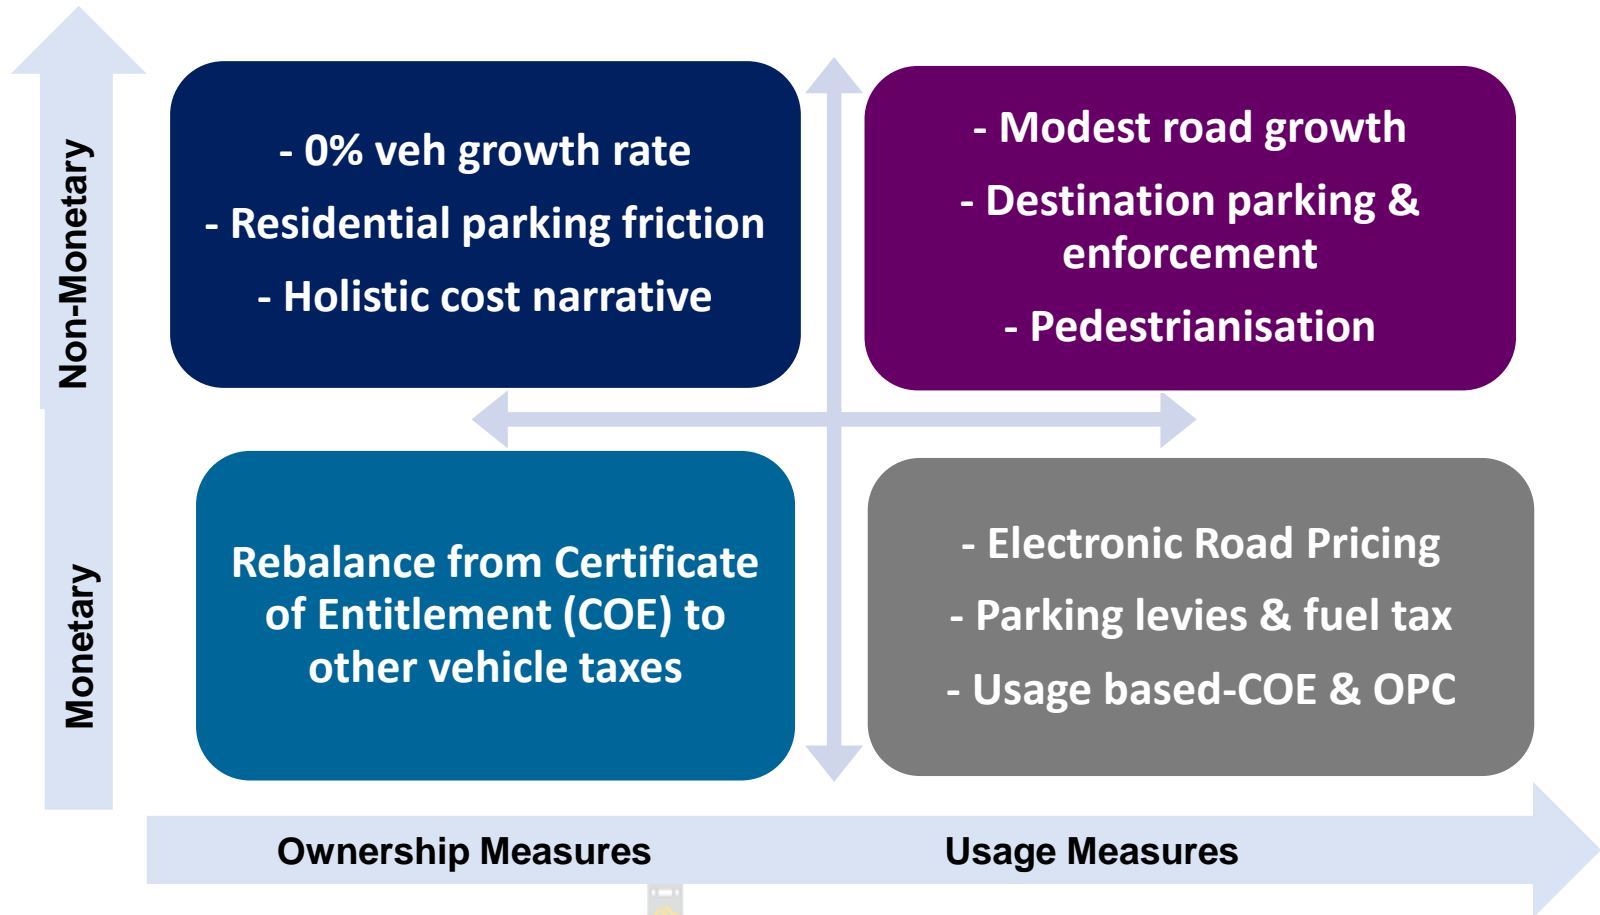 Non-Monetary
- 0% veh growth rate
- Residential parking friction
- Holistic cost narrative
- Modest road growth
- Destination parking &
enforcement
- Pedestrianisation
Monetary
Rebalance from Certificate
of Entitlement (COE) to
other vehicle taxes
- Electronic Road Pricing
- Parking levies & fuel tax
- Usage based-COE & OPC
Ownership Measures
Usage Measures